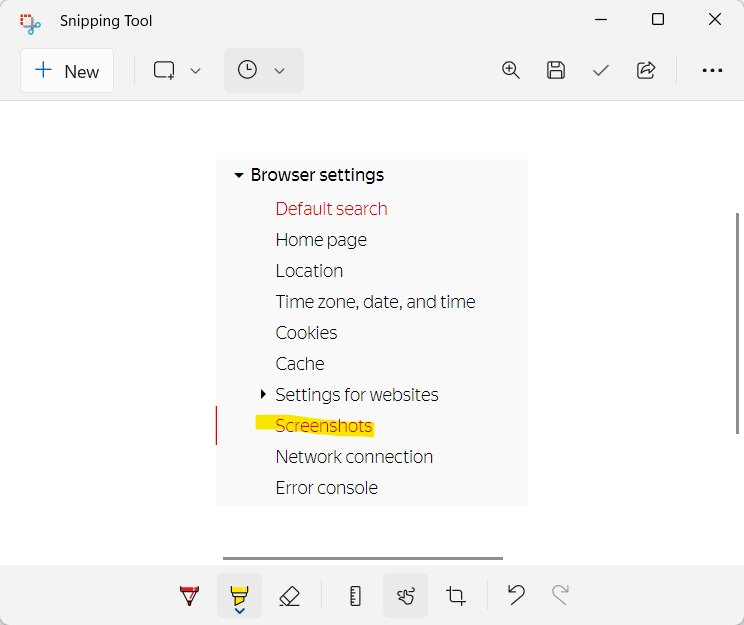 Snipping Tool
New
Browser settings
Default search
Home page
Location
Time zone, date, and time
Cookies
Cache
Settings for websites
Screenshots
Network connection
Error console